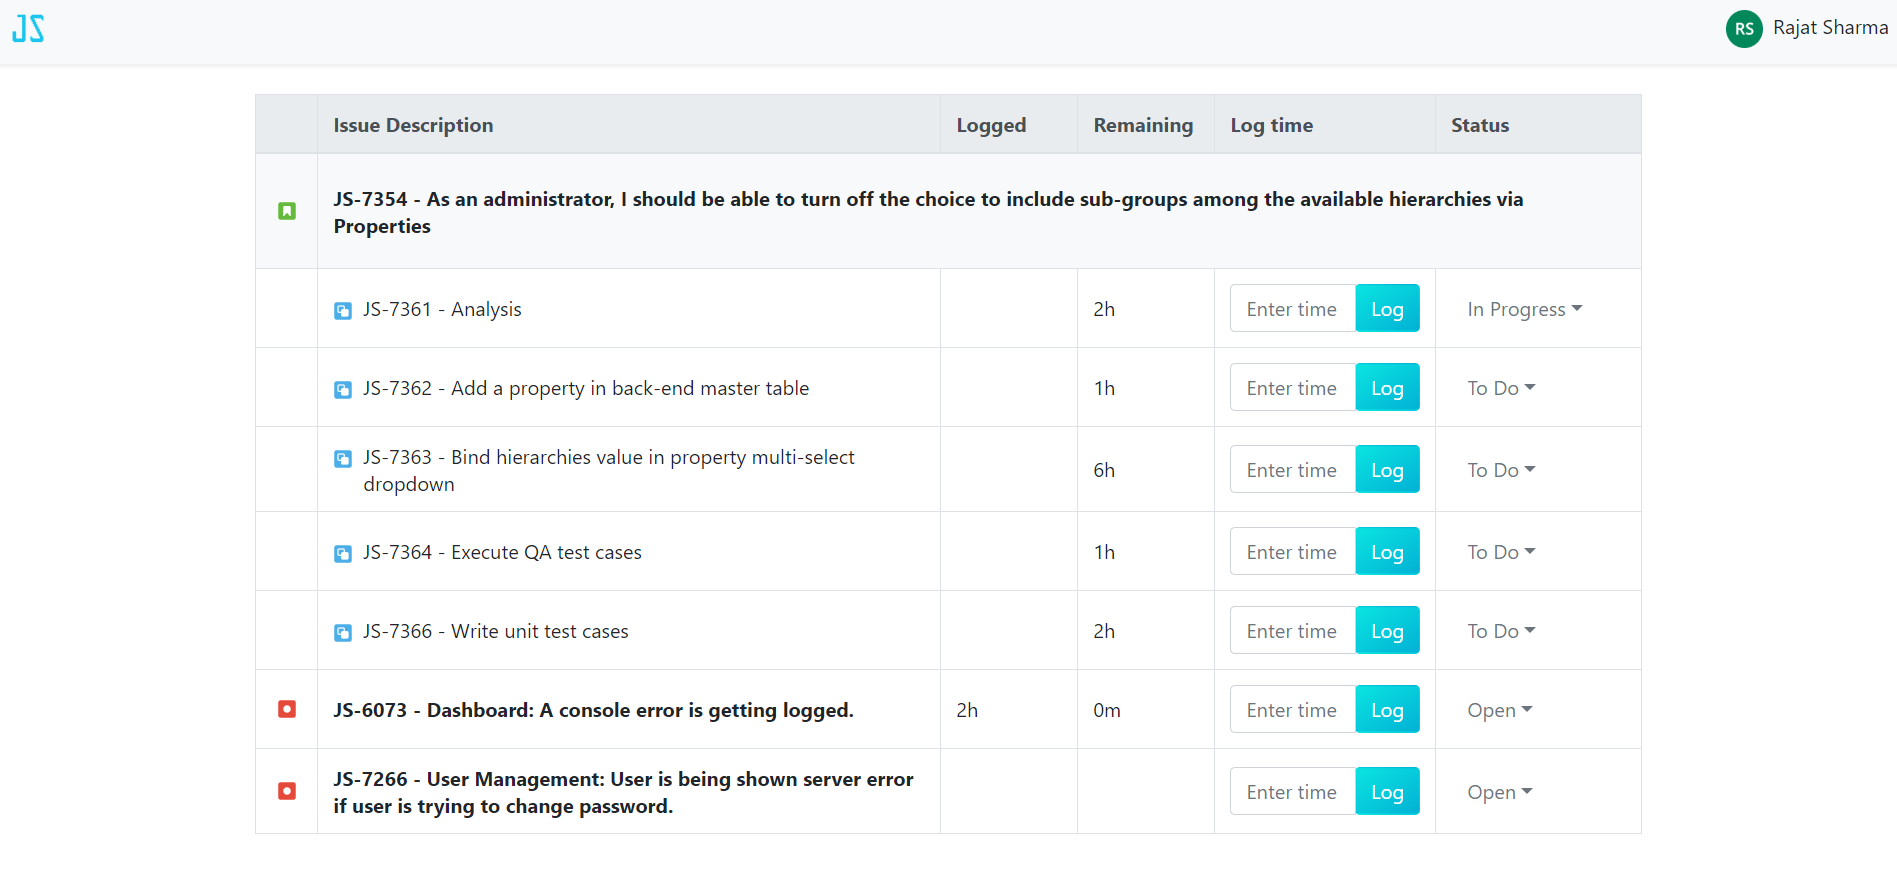 JS
RS Rajat Sharma
Issue Description Logged Remaining Log time Status
JS-7354 - As an administrator, I should be able to turn off the choice to include sub-groups among the available hierarchies via
Properties
JS-7361 - Analysis 2h Enter time Log In Progress
JS-7362 - Add a property in back-end master table 1h Enter time Log To Do
JS-7363 - Bind hierarchies value in property multi-select
dropdown 6h Enter time Log To Do
JS-7364 - Execute QA test cases 1h Enter time Log To Do
JS-7366 - Write unit test cases 2h Enter time Log To Do
JS-6073 - Dashboard: A console error is getting logged. 2h 0m Enter time Log Open
JS-7266 - User Management: User is being shown server error
if user is trying to change password. Enter time Log Open